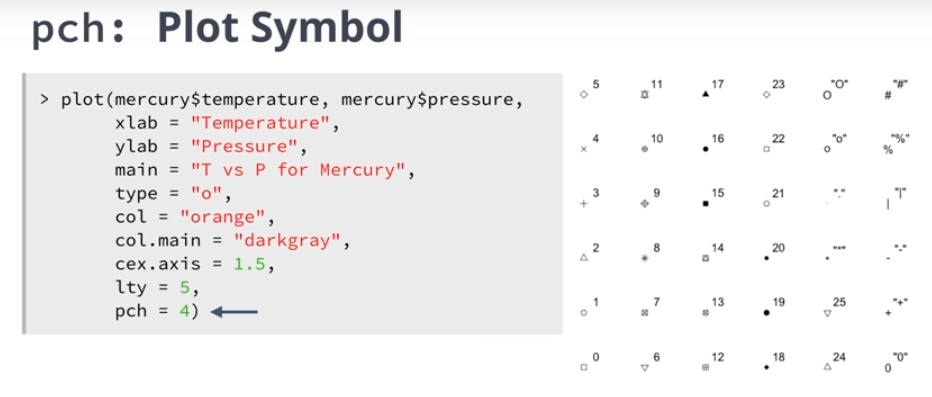 pch: Plot Symbol
> plot(mercury$temperature, mercury$pressure,
xlab = "Temperature",
ylab = "Pressure",
main = "T vs P for Mercury",
type = "o",
col = "orange",
col.main = "darkgray",
cex.axis = 1.5,
lty = 5,
pch = 4)
5 11 17 23 O "O" # "#"
4 10 16 22 o "o" % "%"
3 9 15 21 . "." | "|"
2 8 14 20 * "*" - "-"
1 7 13 19 25 + "+"
0 6 12 18 24 0 "0"